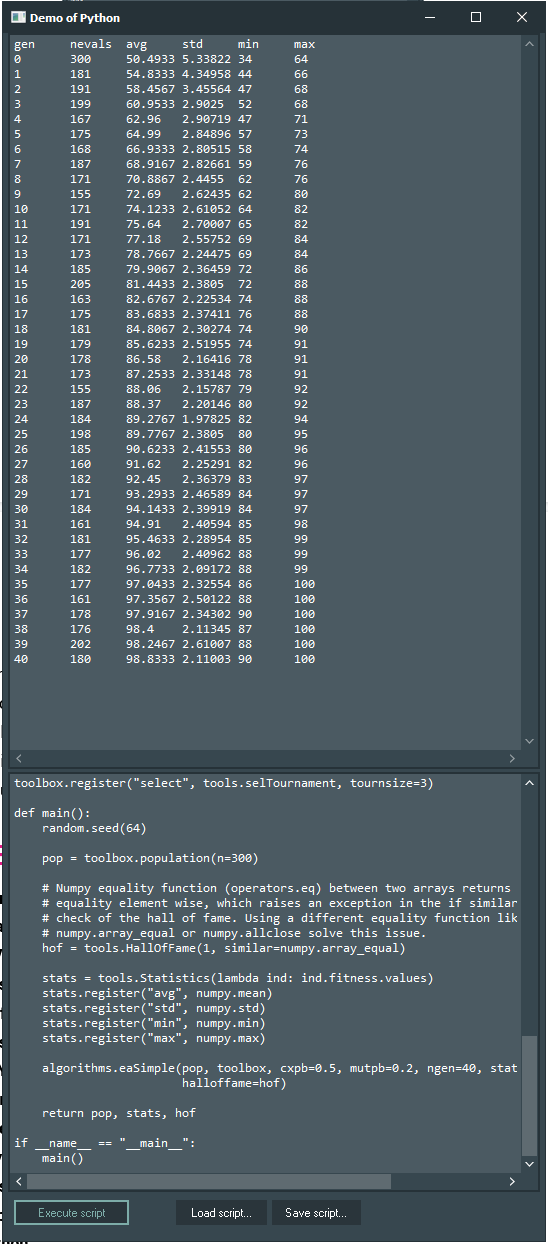 Demo of Python
gen nevals avg std min max
0 300 50.4933 5.33822 34 64
1 181 54.8333 4.34958 44 66
2 191 58.4567 3.45564 47 68
3 199 60.9533 2.9025 52 68
4 167 62.96 2.90719 47 71
5 175 64.99 2.84896 57 73
6 168 66.9333 2.80515 58 74
7 187 68.9167 2.82661 59 76
8 171 70.8867 2.4455 62 76
9 155 72.69 2.62435 62 80
10 171 74.1233 2.61052 64 82
11 191 75.64 2.70007 65 82
12 171 77.18 2.55752 69 84
13 173 78.7667 2.24475 69 84
14 185 79.9067 2.36459 72 86
15 205 81.4433 2.3805 72 88
16 163 82.6767 2.22534 74 88
17 175 83.6833 2.37411 76 88
18 181 84.8067 2.30274 74 90
19 179 85.6233 2.51955 74 91
20 178 86.58 2.16416 78 91
21 173 87.2533 2.33148 78 91
22 155 88.06 2.15787 79 92
23 187 88.37 2.20146 80 92
24 184 89.2767 1.97825 82 94
25 198 89.7767 2.3805 80 95
26 185 90.6233 2.41553 80 96
27 160 91.62 2.25291 82 96
28 182 92.45 2.36379 83 97
29 171 93.2933 2.46589 84 97
30 184 94.1433 2.39919 84 97
31 161 94.91 2.40594 85 98
32 181 95.4633 2.28954 85 99
33 177 96.02 2.40962 88 99
34 182 96.7733 2.09172 88 99
35 177 97.0433 2.32554 86 100
36 161 97.3567 2.50122 88 100
37 178 97.9167 2.34302 90 100
38 176 98.4 2.11345 87 100
39 202 98.2467 2.61007 88 100
40 180 98.8333 2.11003 90 100
toolbox.register("select", tools.selTournament, tournsize=3)
def main():
random.seed(64)
pop = toolbox.population(n=300)
# Numpy equality function (operators.eq) between two arrays returns
# equality element wise, which raises an exception in the if similar
# check of the hall of fame. Using a different equality function lik
# numpy.array_equal or numpy.allclose solve this issue.
hof = tools.HallOfFame(1, similar=numpy.array_equal)
stats = tools.Statistics(lambda ind: ind.fitness.values)
stats.register("avg", numpy.mean)
stats.register("std", numpy.std)
stats.register("min", numpy.min)
stats.register("max", numpy.max)
algorithms.eaSimple(pop, toolbox, cxpb=0.5, mutpb=0.2, ngen=40, stat
halloffame=hof)
return pop, stats, hof
if __name__ == "__main__":
main()
Execute script Load script... Save script...